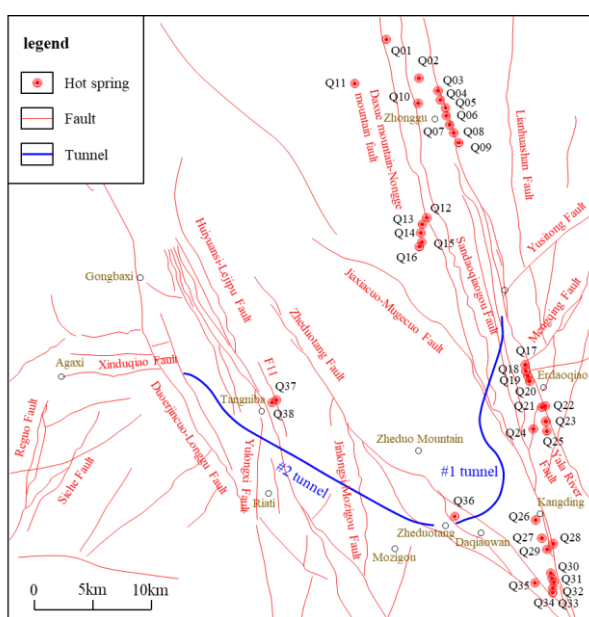 legend
Hot spring
Fault
Tunnel
Q01
Q02
Q11
Q03
Q04
Q10
Q05
Q06
Zhonggu
Q07
Q08
Q09
Daxue mountain-Nongge
mountain fault
Lianhuashan Fault
Q12
Q13
Q14
Q15
Q16
Yusitong Fault
Sandaoqiaogou Fault
Huiyuansi-Lejipu Fault
Gongbaxi
Jiaxiacuo-Mugecuo Fault
Zheduotang Fault
Mengqing Fault
Q17
Q18
Q19
Erdaoqiao
Q20
Xinduqiao Fault
Agaxi
F11
Q37
Tangniba
Q38
Q21
Q22
Q23
Q24
Q25
Reguo Fault
Siche Fault
Duoerjincuo-Longgu Fault
Yulongxi Fault
Jinlongsi-Mozigou Fault
Zheduo Mountain
#1 tunnel
#2 tunnel
Yala River
Fault
Riati
Kangding
Q36
Q26
Zheduotang
Daqiaowan
Q27
Q28
Q29
Mozigou
Q30
Q31
Q35
Q32
Q34
Q33
0 5km 10km